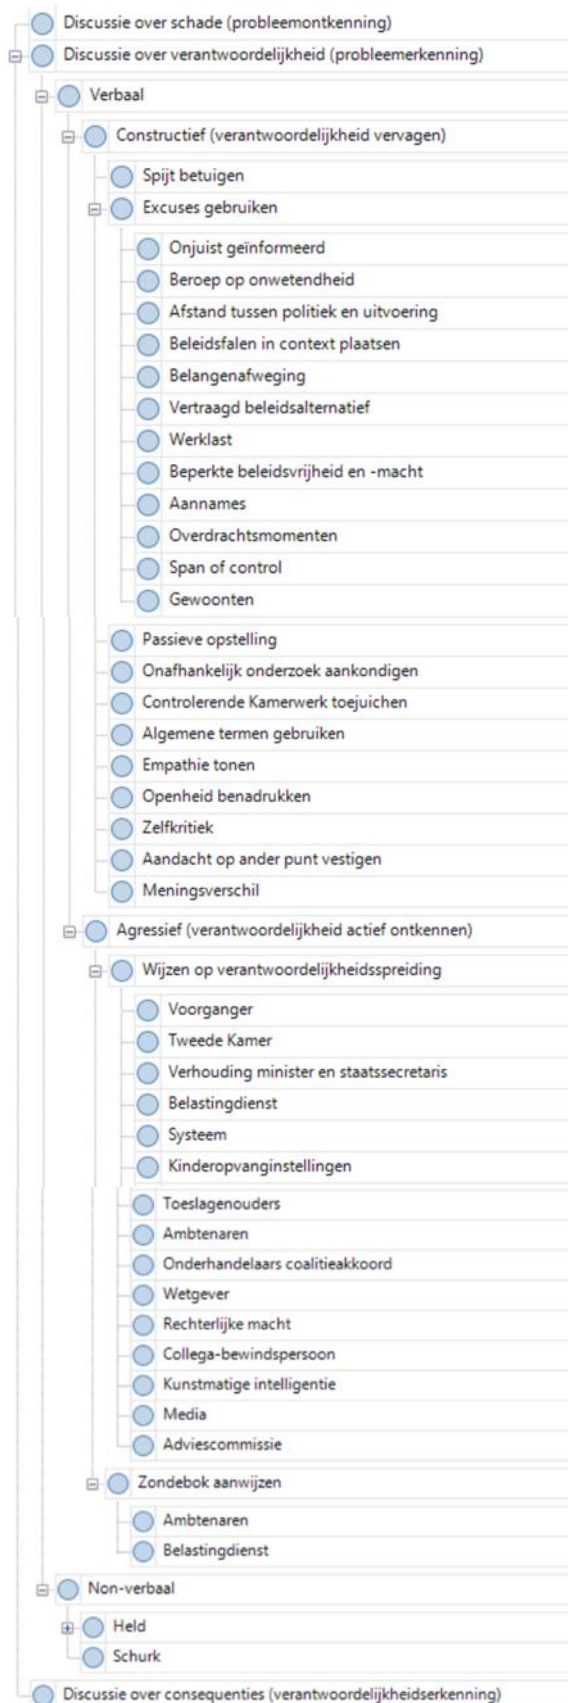 Discussie over schade (probleemontkenning)
Discussie over verantwoordelijkheid (probleemerkenning)
Verbaal
Constructief (verantwoordelijkheid vervagen)
Spijt betuigen
Excuses gebruiken
Onjuist geïnformeerd
Beroep op onwetendheid
Afstand tussen politiek en uitvoering
Beleidsfalen in context plaatsen
Belangenafweging
Vertraagd beleidsalternatief
Werklast
Beperkte beleidsvrijheid en -macht
Aannames
Overdrachtsmomenten
Span of control
Gewoonten
Passieve opstelling
Onafhankelijk onderzoek aankondigen
Controlerende Kamerwerk toejuichen
Algemene termen gebruiken
Empathie tonen
Openheid benadrukken
Zelfkritiek
Aandacht op ander punt vestigen
Meningsverschil
Agressief (verantwoordelijkheid actief ontkennen)
Wijzen op verantwoordelijkheidsspreiding
Voorganger
Tweede Kamer
Verhouding minister en staatssecretaris
Belastingdienst
Systeem
Kinderopvanginstellingen
Toeslagenouders
Ambtenaren
Onderhandelaars coalitieakkoord
Wetgever
Rechterlijke macht
Collega-bewindspersoon
Kunstmatige intelligentie
Media
Adviescommissie
Zondebok aanwijzen
Ambtenaren
Belastingdienst
Non-verbaal
Held
Schurk
Discussie over consequenties (verantwoordelijkheidserkenning)